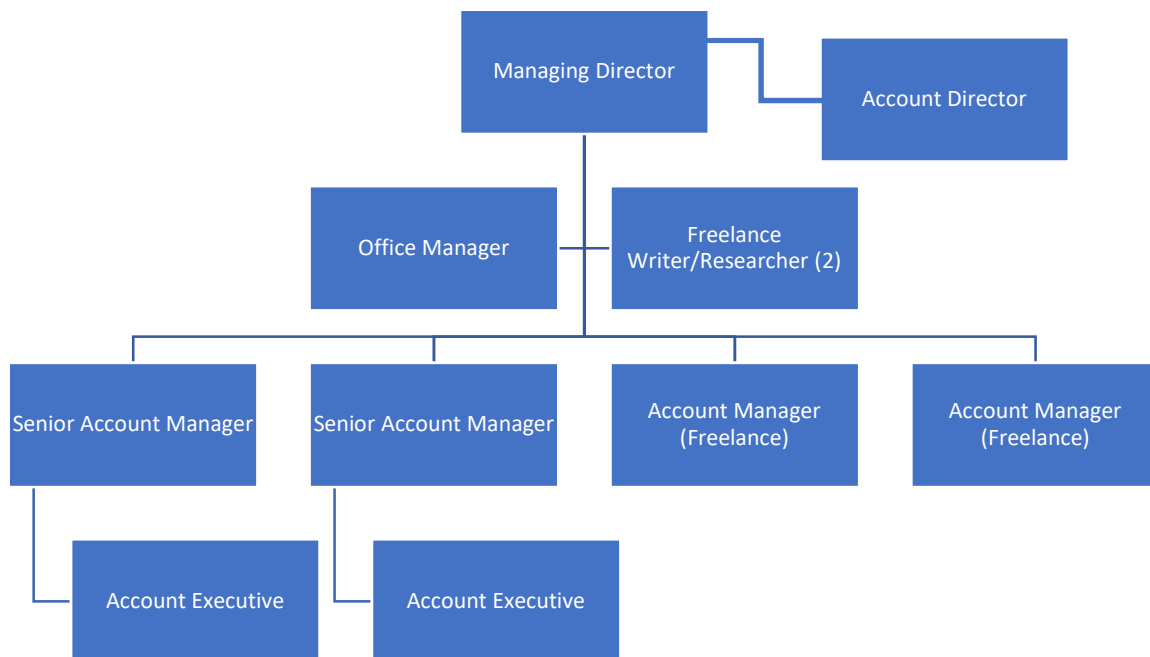 Managing Director
Account Director
Office Manager
Freelance
Writer/Researcher (2)
Senior Account Manager
Senior Account Manager
Account Manager
(Freelance)
Account Manager
(Freelance)
Account Executive
Account Executive